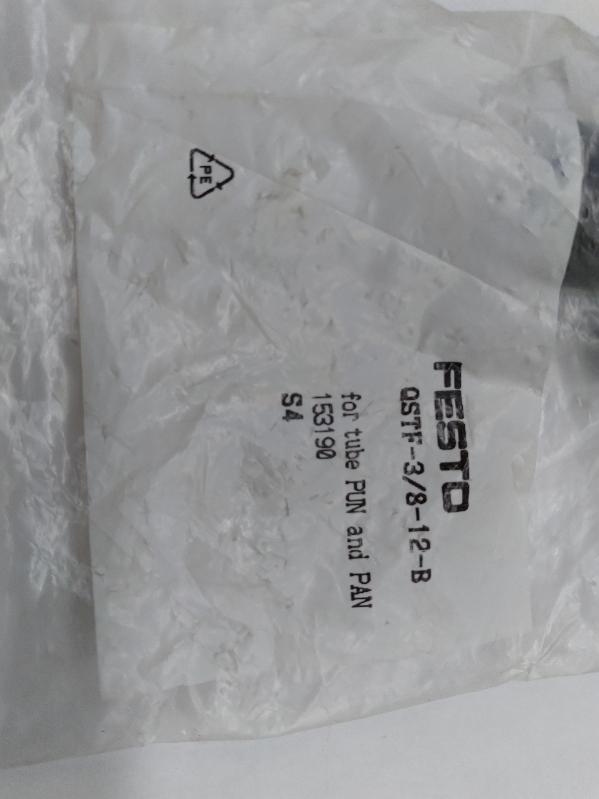 FESTO
QSTF-3/8-12-B
for tube PUN and PAN
153190
S4
PE